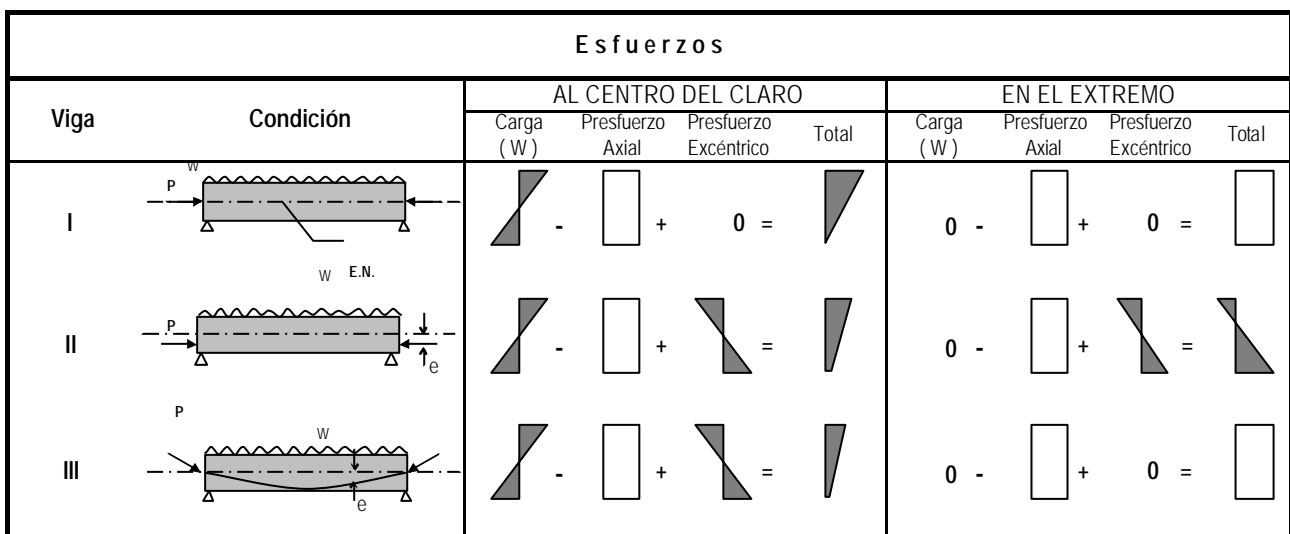 Esfuerzos
Viga Condición AL CENTRO DEL CLARO EN EL EXTREMO
Carga (W) Presfuerzo Axial Presfuerzo Excéntrico Total Carga (W) Presfuerzo Axial Presfuerzo Excéntrico Total
W
P
I - + 0 = 0 - + 0 =
W E.N.
P
II - + = 0 - + =
e
P
W
III - + = 0 - + 0 =
e